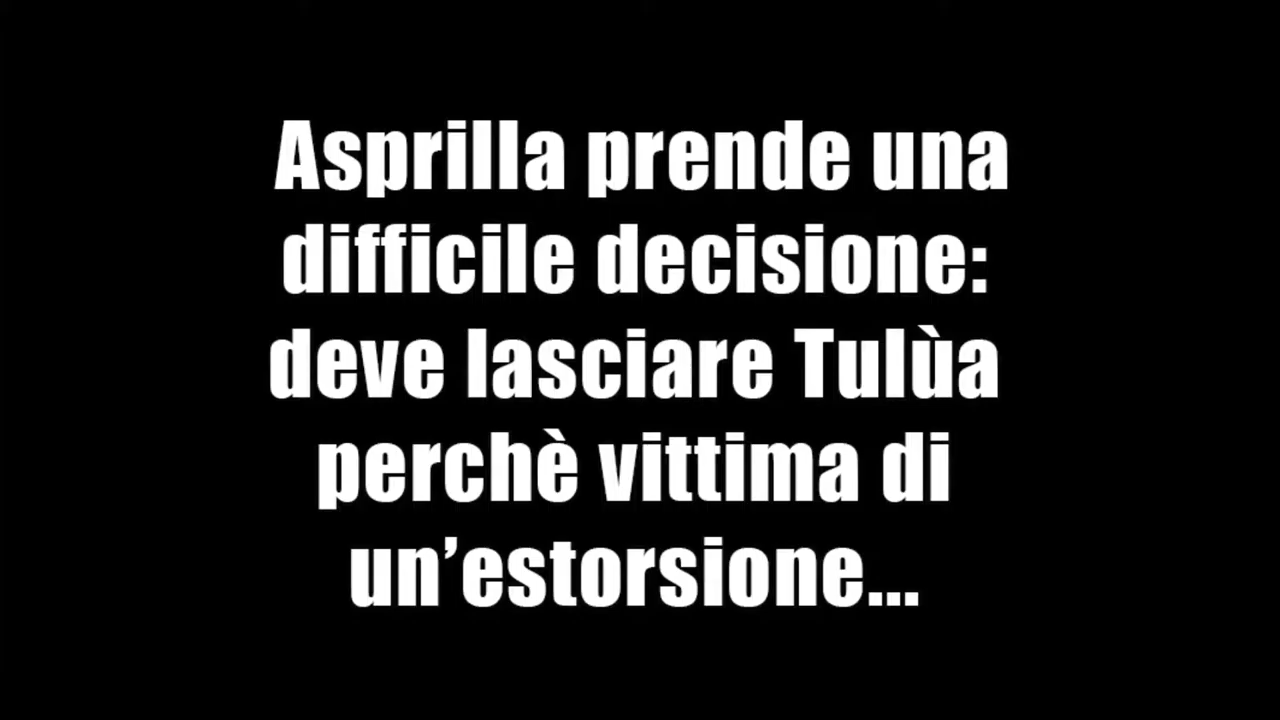 Asprilla prende una
difficile decisione:
deve lasciare Tulùa
perchè vittima di
un’estorsione...